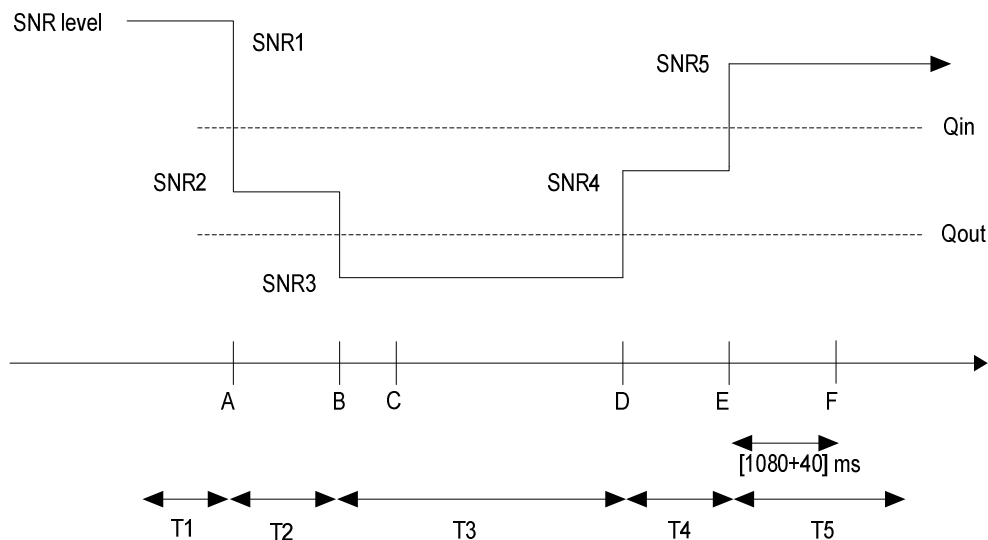 SNR level
SNR1
SNR5
Qin
SNR2
SNR4
Qout
SNR3
A
B
C
D
E
F
[1080+40] ms
T1
T2
T3
T4
T5